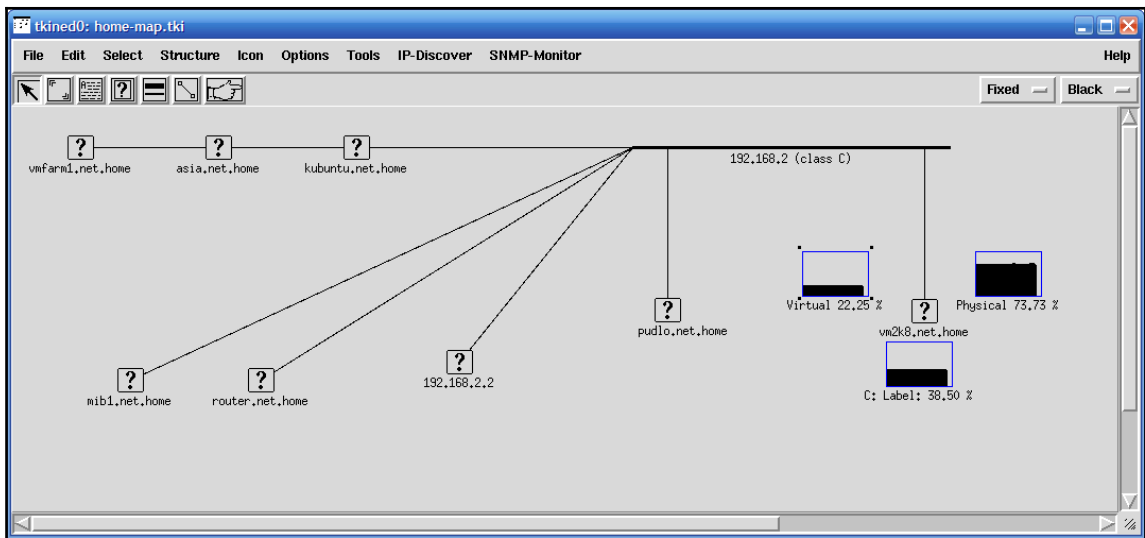 tkined0: home-map.tki
File Edit Select Structure Icon Options Tools IP-Discover SNMP-Monitor Help
Fixed Black
192.168.2 (class C)
vmfarm1.net.home asia.net.home kubuntu.net.home
Virtual 22.25 % Physical 73.73 %
pudlo.net.home vm2k8.net.home
192.168.2.2
C: Label: 38.50 %
mib1.net.home router.net.home